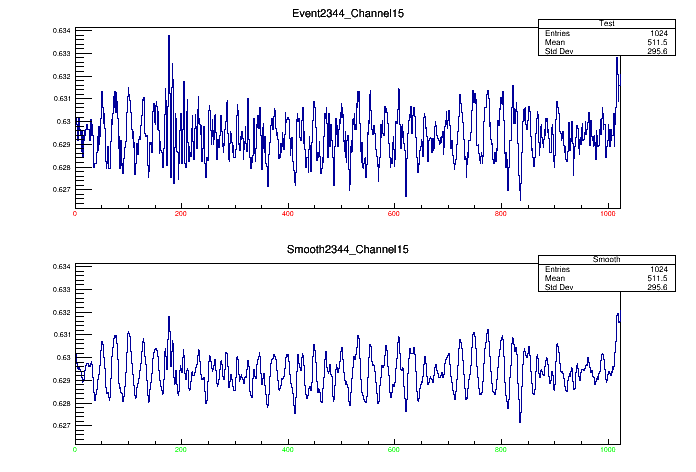 Event2344_Channel15
Test
Entries 1024
Mean 511.5
Std Dev 295.6
0.634
0.633
0.632
0.631
0.63
0.629
0.628
0.627
0 200 400 600 800 1000
Smooth2344_Channel15
Smooth
Entries 1024
Mean 511.5
Std Dev 295.6
0.634
0.633
0.632
0.631
0.63
0.629
0.628
0.627
0 200 400 600 800 1000